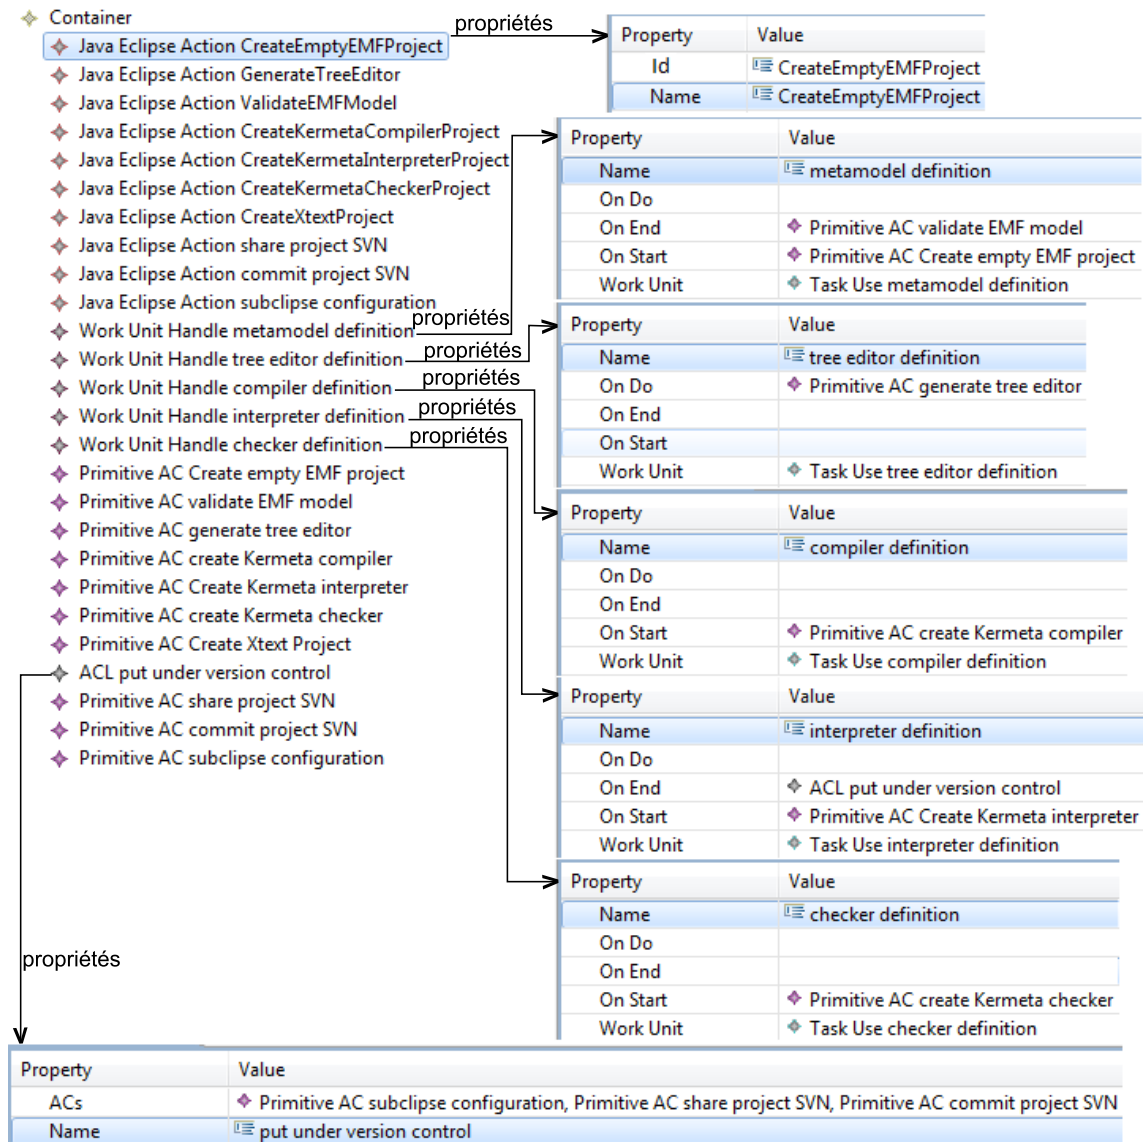 Container
Java Eclipse Action CreateEmptyEMFProject
Java Eclipse Action GenerateTreeEditor
Java Eclipse Action ValidateEMFModel
Java Eclipse Action CreateKermetaCompilerProject
Java Eclipse Action CreateKermetaInterpreterProject
Java Eclipse Action CreateKermetaCheckerProject
Java Eclipse Action CreateXtextProject
Java Eclipse Action share project SVN
Java Eclipse Action commit project SVN
Java Eclipse Action subclipse configuration
Work Unit Handle metamodel definition
Work Unit Handle tree editor definition
Work Unit Handle compiler definition
Work Unit Handle interpreter definition
Work Unit Handle checker definition
Primitive AC Create empty EMF project
Primitive AC validate EMF model
Primitive AC generate tree editor
Primitive AC create Kermeta compiler
Primitive AC Create Kermeta interpreter
Primitive AC create Kermeta checker
Primitive AC Create Xtext Project
ACL put under version control
Primitive AC share project SVN
Primitive AC commit project SVN
Primitive AC subclipse configuration
propriétés
Property Value
Id CreateEmptyEMFProject
Name CreateEmptyEMFProject
propriétés
Property Value
Name metamodel definition
On Do
On End Primitive AC validate EMF model
On Start Primitive AC Create empty EMF project
Work Unit Task Use metamodel definition
propriétés
Property Value
Name tree editor definition
On Do Primitive AC generate tree editor
On End
On Start
Work Unit Task Use tree editor definition
propriétés
Property Value
Name compiler definition
On Do
On End
On Start Primitive AC create Kermeta compiler
Work Unit Task Use compiler definition
propriétés
Property Value
Name interpreter definition
On Do
On End ACL put under version control
On Start Primitive AC Create Kermeta interpreter
Work Unit Task Use interpreter definition
propriétés
Property Value
Name checker definition
On Do
On End
On Start Primitive AC create Kermeta checker
Work Unit Task Use checker definition
propriétés
Property Value
ACs Primitive AC subclipse configuration, Primitive AC share project SVN, Primitive AC commit project SVN
Name put under version control